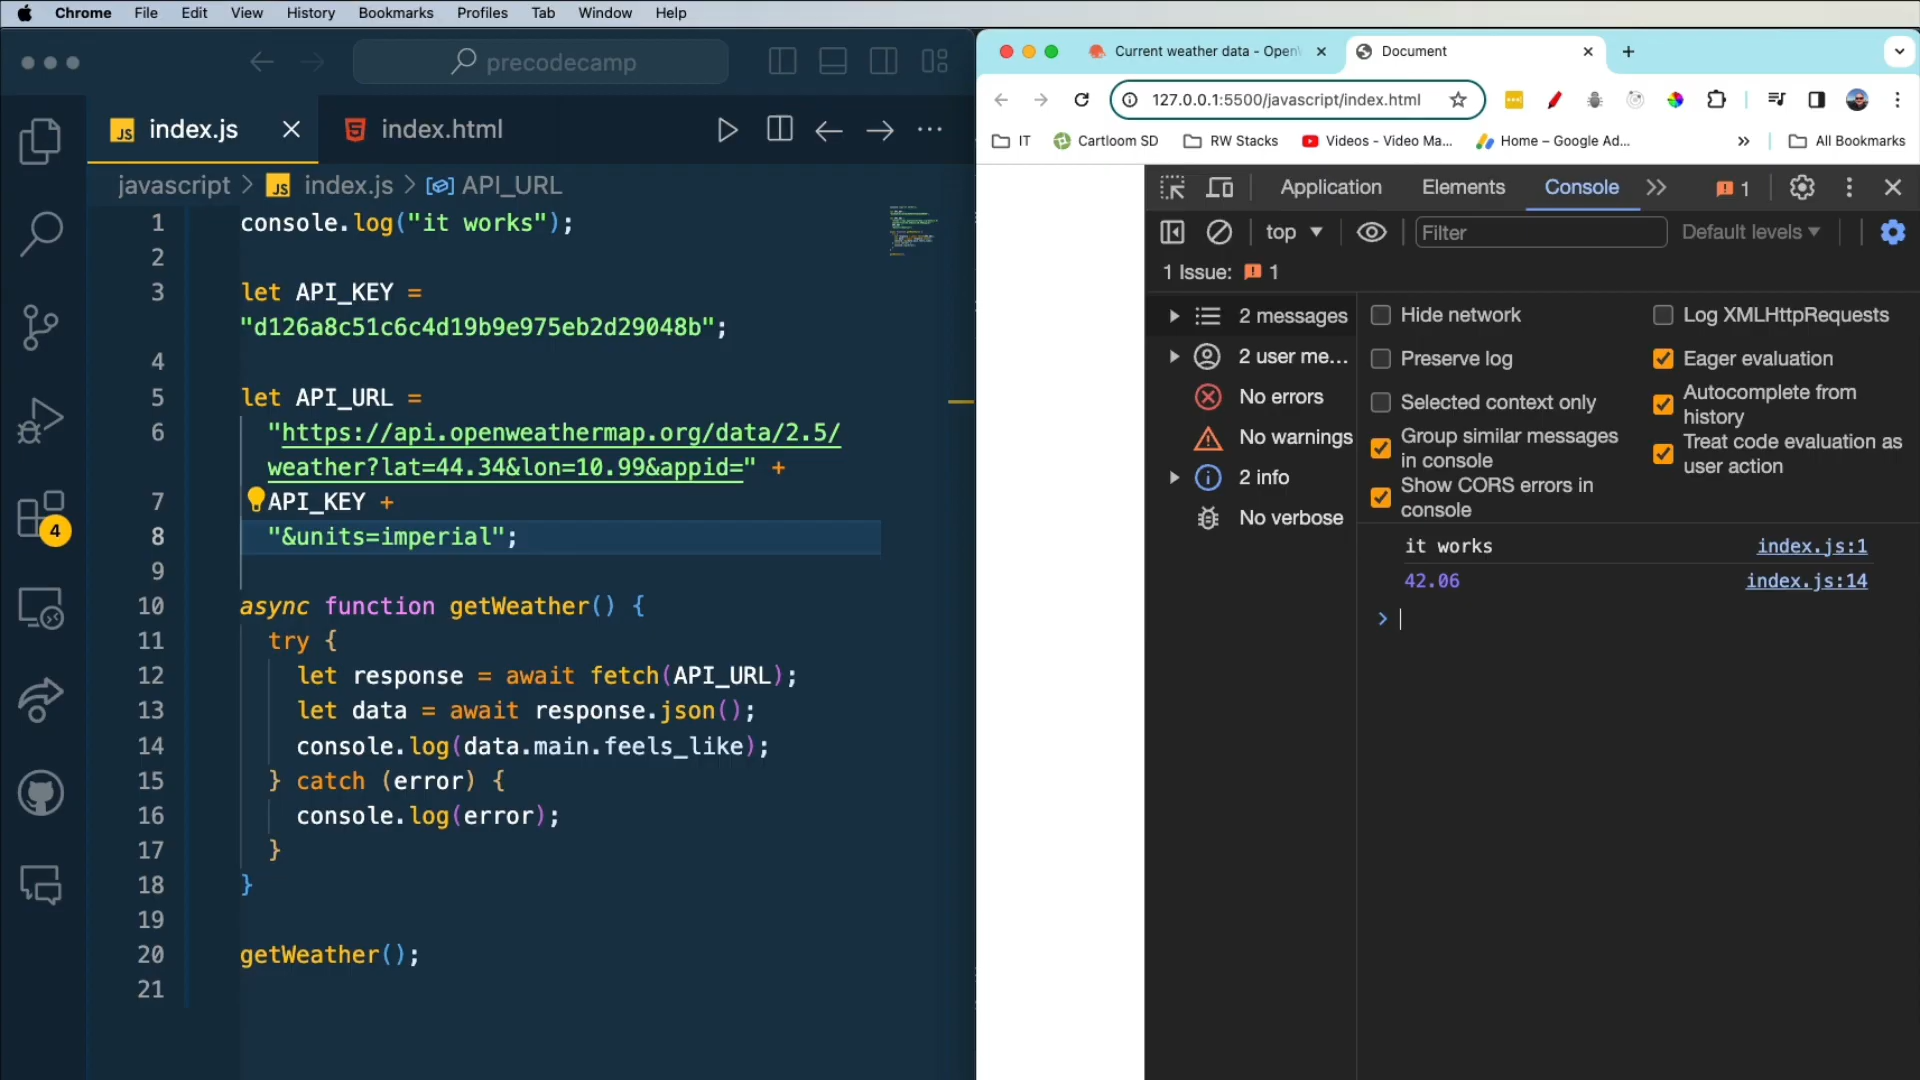 Chrome File Edit View History Bookmarks Profiles Tab Window Help
precodecamp
JS index.js index.html
javascript > JS index.js > API_URL
4
1 console.log("it works");
2
3 let API_KEY =
"d126a8c51c6c4d19b9e975eb2d29048b";
4
5 let API_URL =
6 "https://api.openweathermap.org/data/2.5/
weather?lat=44.34&lon=10.99&appid=" +
7 API_KEY +
8 "&units=imperial";
9
10 async function getWeather() {
11 try {
12 let response = await fetch(API_URL);
13 let data = await response.json();
14 console.log(data.main.feels_like);
15 } catch (error) {
16 console.log(error);
17 }
18 }
19
20 getWeather();
21
Current weather data - Open Document
127.0.0.1:5500/javascript/index.html
IT Cartloom SD RW Stacks Videos - Video Ma... Home – Google Ad... » All Bookmarks
Application Elements Console 1
top Filter Default levels
1 Issue: 1
2 messages
2 user me...
No errors
No warnings
2 info
No verbose
Hide network
Log XMLHttpRequests
Preserve log
Eager evaluation
Selected context only
Autocomplete from
history
Group similar messages
in console
Treat code evaluation as
user action
Show CORS errors in
console
it works index.js:1
42.06 index.js:14
>